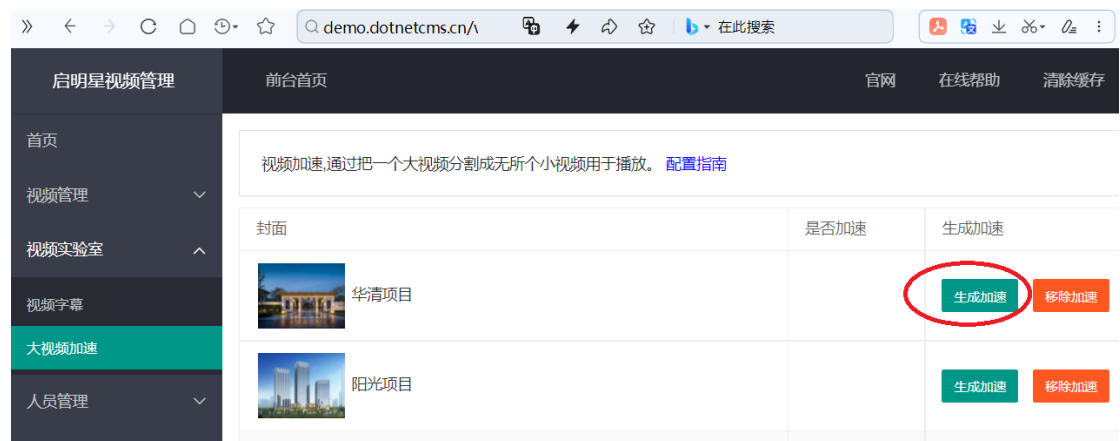 demo.dotnetcms.cn/\ 在此搜索
启明星视频管理 前台首页 官网 在线帮助 清除缓存
首页
视频加速,通过把一个大视频分割成无所个小视频用于播放。 配置指南
视频管理
封面 是否加速 生成加速
视频实验室
华清项目 生成加速 移除加速
视频字幕
大视频加速
阳光项目 生成加速 移除加速
人员管理